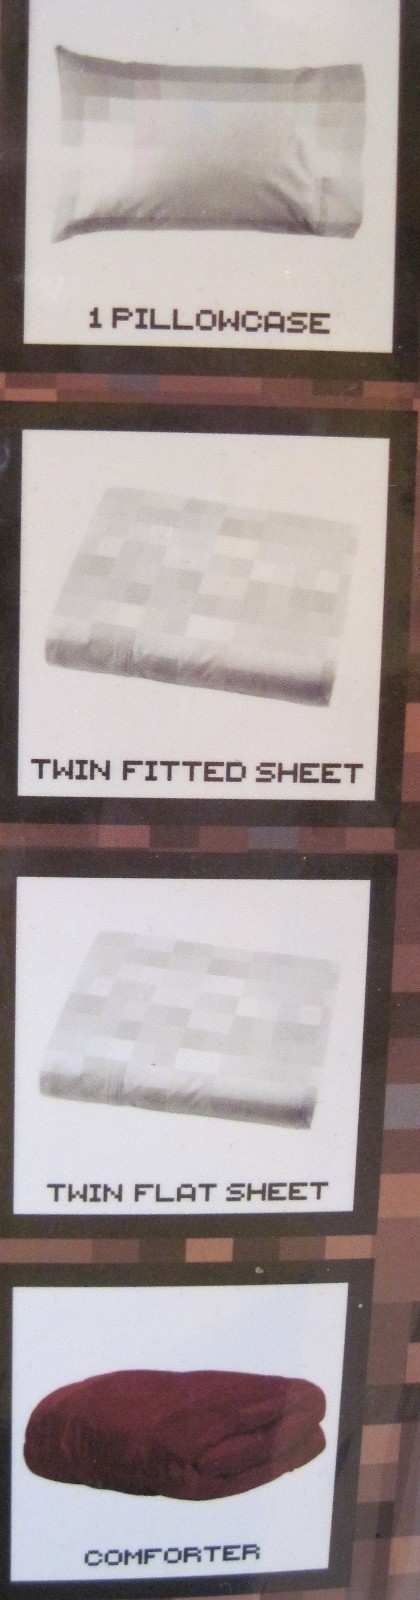 1 PILLOWCASE
TWIN FITTED SHEET
TWIN FLAT SHEET
COMFORTER